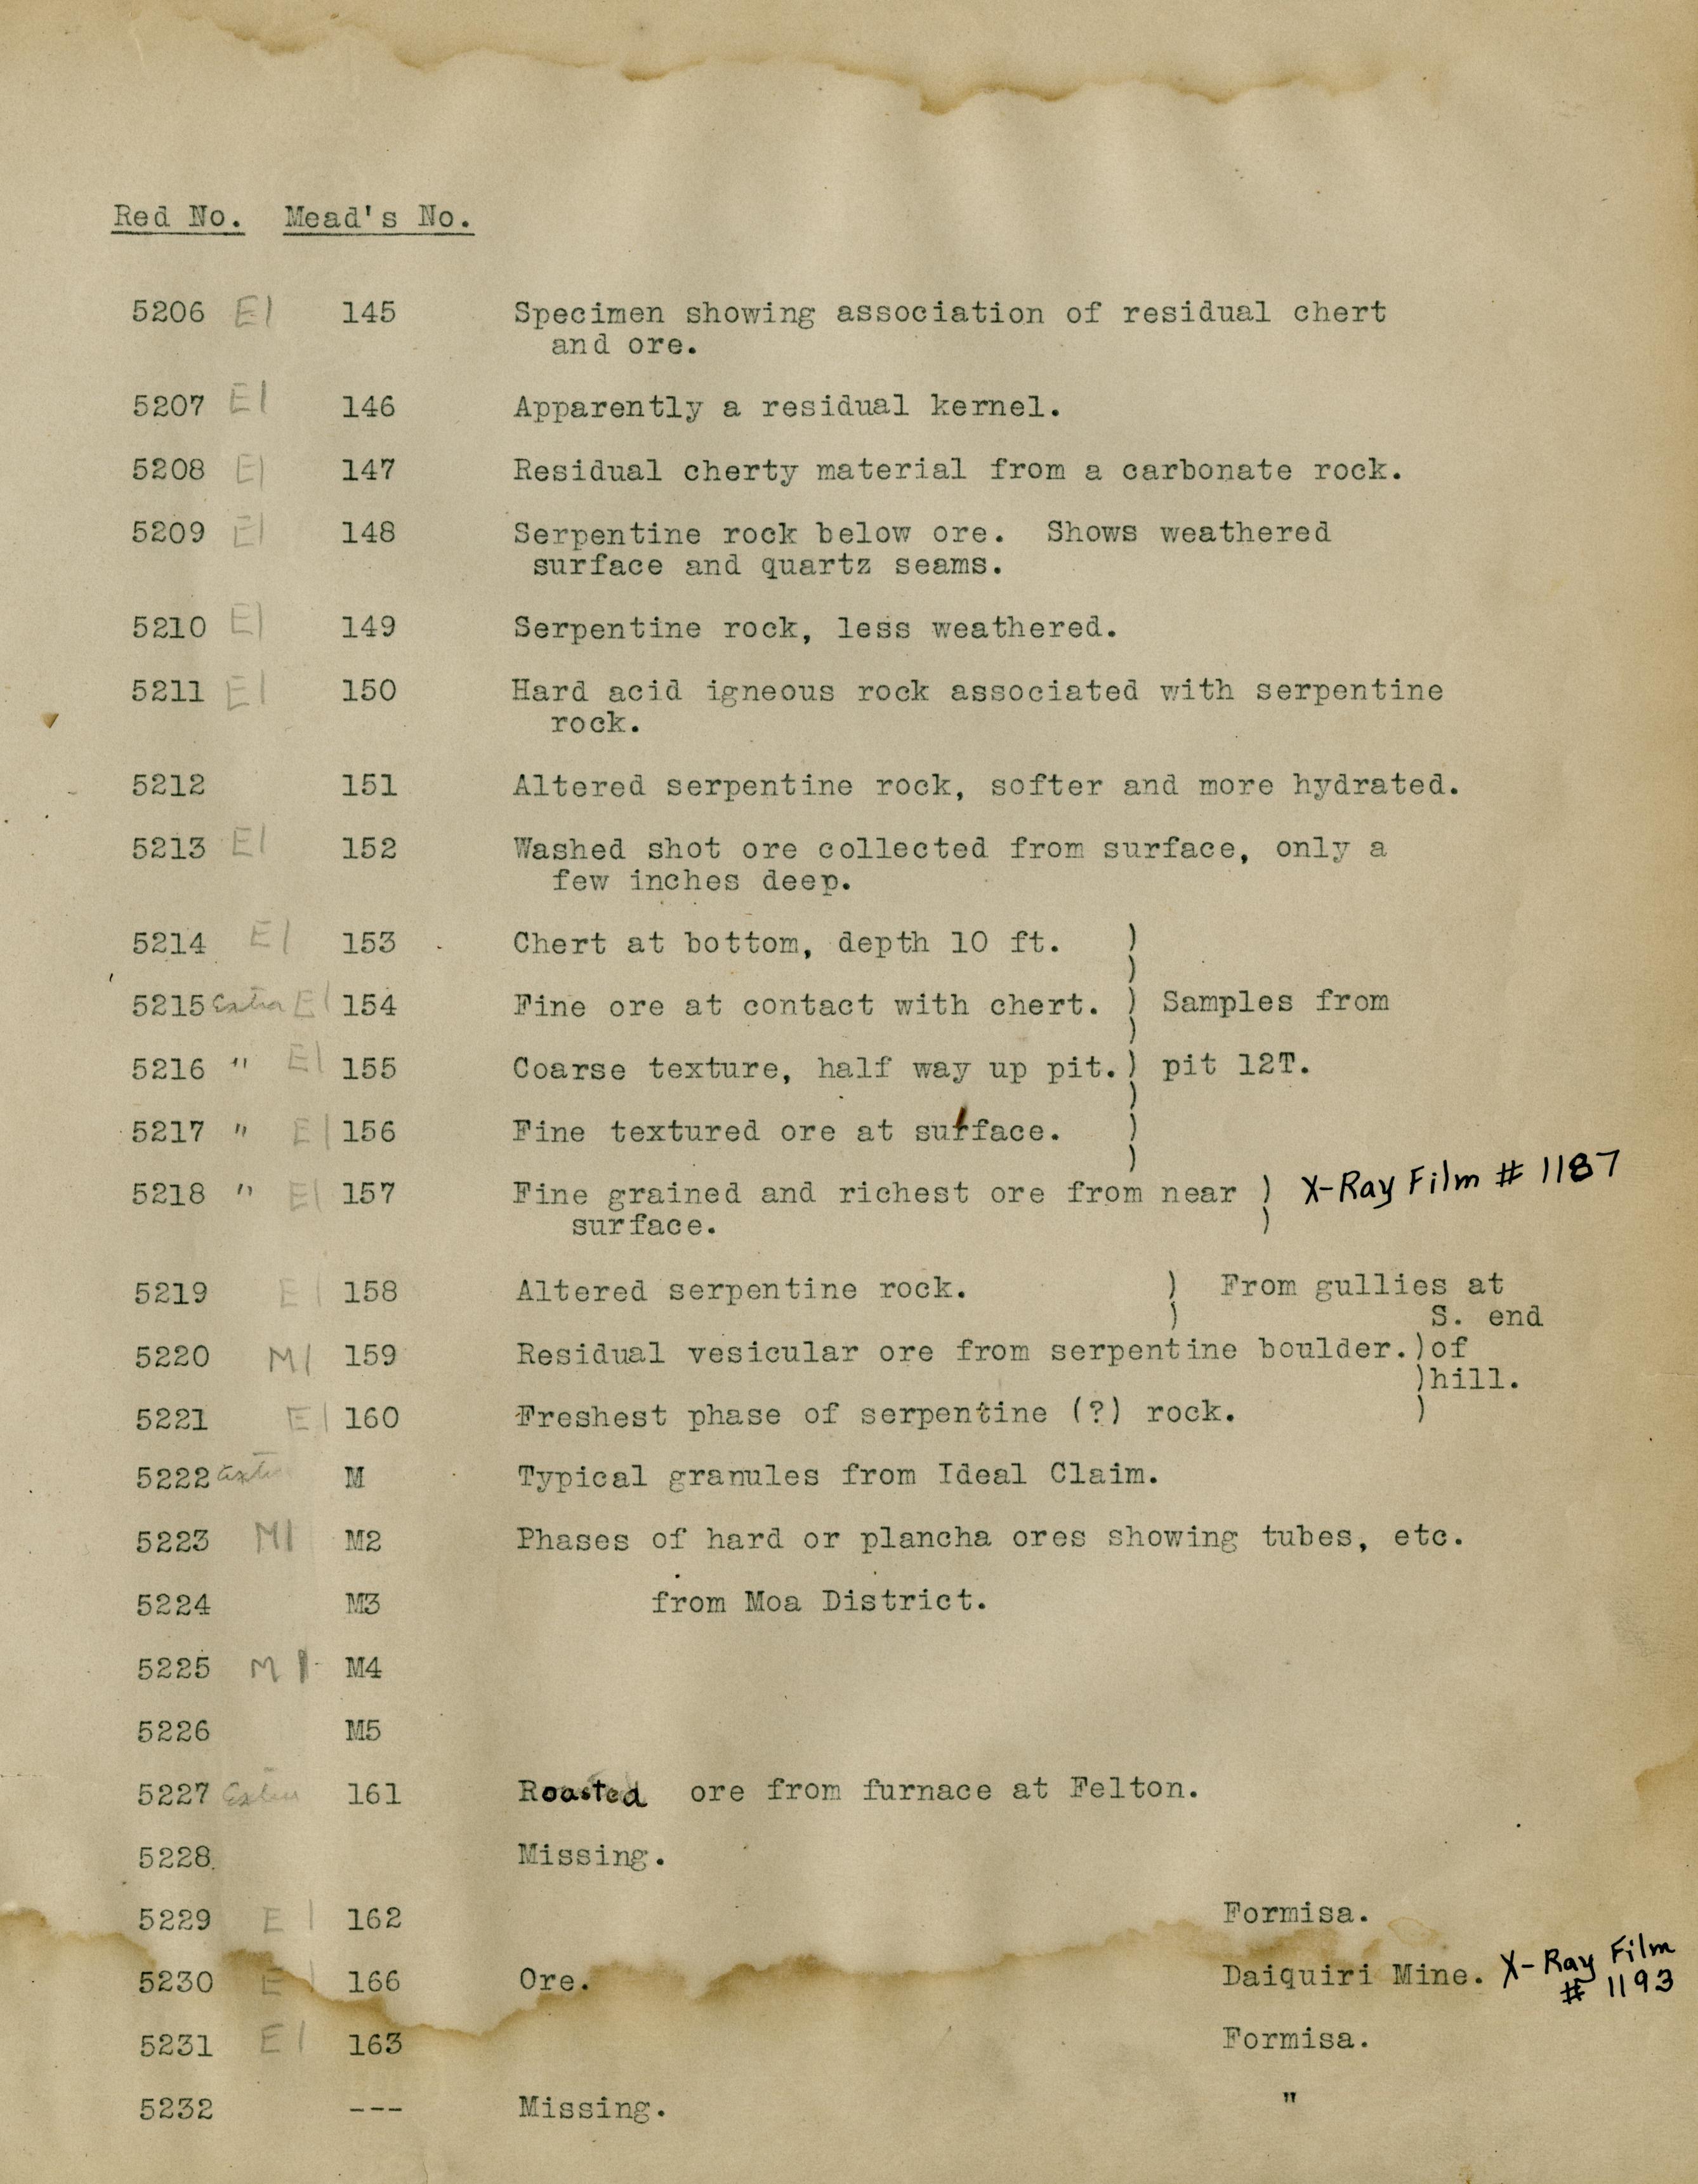 Red No. Mead's No.
5206 E1 145 Specimen showing association of residual chert
and ore.
5207 E1 146 Apparently a residual kernel.
5208 E1 147 Residual cherty material from a carbonate rock.
5209 E1 148 Serpentine rock below ore. Shows weathered
surface and quartz seams.
5210 E1 149 Serpentine rock, less weathered.
5211 E1 150 Hard acid igneous rock associated with serpentine
rock.
5212 151 Altered serpentine rock, softer and more hydrated.
5213 E1 152 Washed shot ore collected from surface, only a
few inches deep.
5214 E1 153 Chert at bottom, depth 10 ft. )
)
5215 Extra E1 154 Fine ore at contact with chert. ) Samples from
)
5216 " E1 155 Coarse texture, half way up pit. ) pit 12T.
)
5217 " E1 156 Fine textured ore at surface. )
)
5218 " E1 157 Fine grained and richest ore from near ) X-Ray Film # 1187
surface. )
5219 E1 158 Altered serpentine rock. ) From gullies at
) S. end
5220 M1 159 Residual vesicular ore from serpentine boulder. ) of
) hill.
5221 E1 160 Freshest phase of serpentine (?) rock. )
5222 Extra M Typical granules from Ideal Claim.
5223 M1 M2 Phases of hard or plancha ores showing tubes, etc.
5224 M3 from Moa District.
5225 M1 M4
5226 M5
5227 Extra 161 Roasted ore from furnace at Felton.
5228 Missing.
5229 E1 162 Formisa.
5230 E1 166 Ore. Daiquiri Mine. X-Ray Film
# 1193
5231 E1 163 Formisa.
5232 --- Missing. "